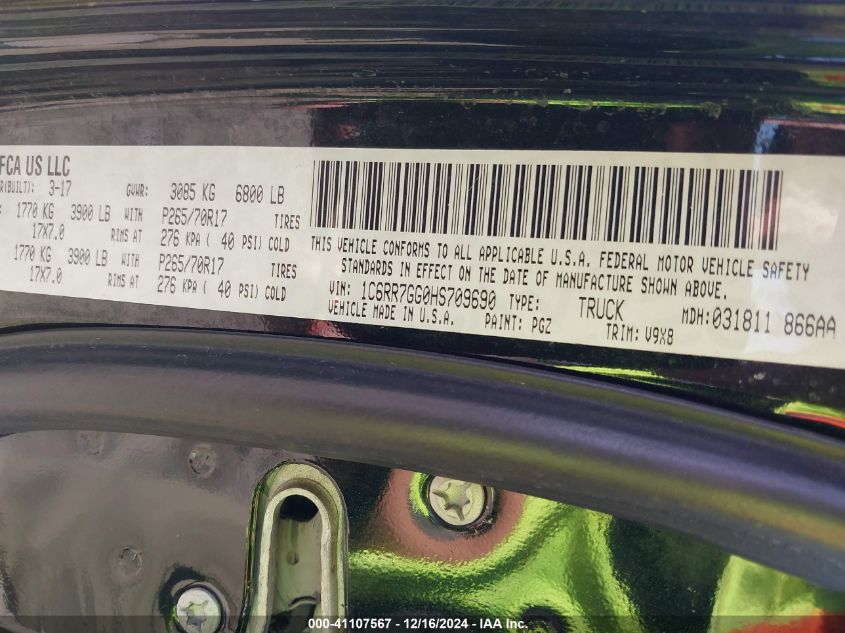 FCA US LLC
R(BUILT): 3-17 GVWR: 3085 KG 6800 LB
: 1770 KG 3900 LB WITH P265/70R17 TIRES
17X7.0 RIMS AT 276 KPA ( 40 PSI) COLD
1770 KG 3900 LB WITH P265/70R17 TIRES
17X7.0 RIMS AT 276 KPA ( 40 PSI) COLD
THIS VEHICLE CONFORMS TO ALL APPLICABLE U.S.A. FEDERAL MOTOR VEHICLE SAFETY
STANDARDS IN EFFECT ON THE DATE OF MANUFACTURE SHOWN ABOVE.
VIN: 1C6RR7GG0HS709690 TYPE: TRUCK MDH:031811 866AA
VEHICLE MADE IN U.S.A. PAINT: PGZ TRIM: V9X8
000-41107567 - 12/16/2024 - IAA Inc.